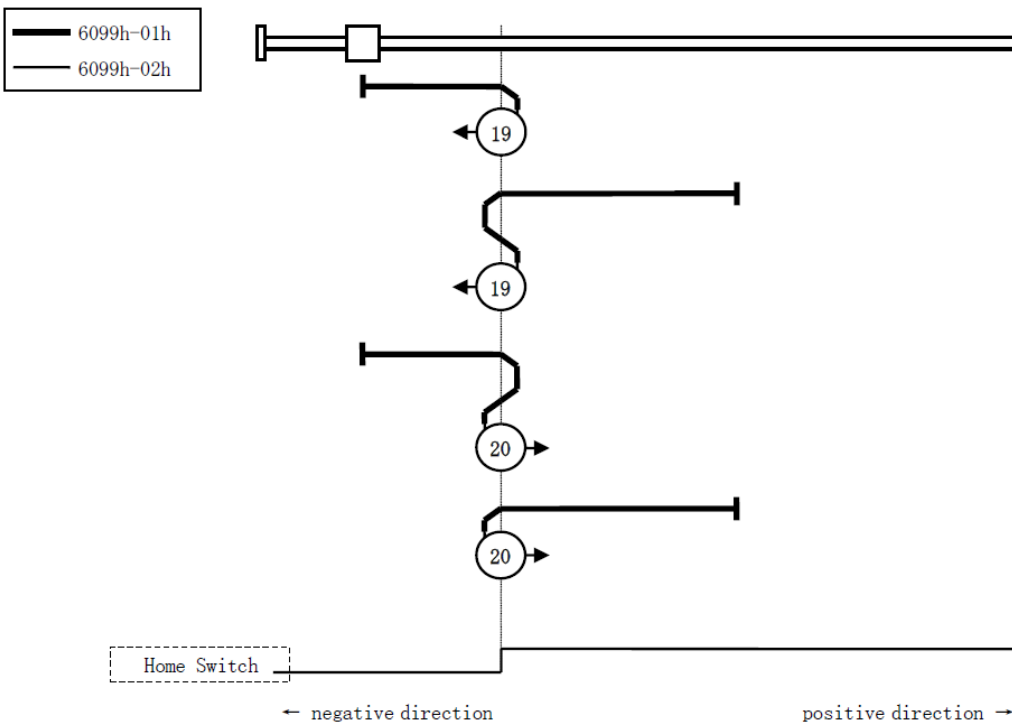 6099h-01h
6099h-02h
19
19
20
20
Home Switch
← negative direction
positive direction →